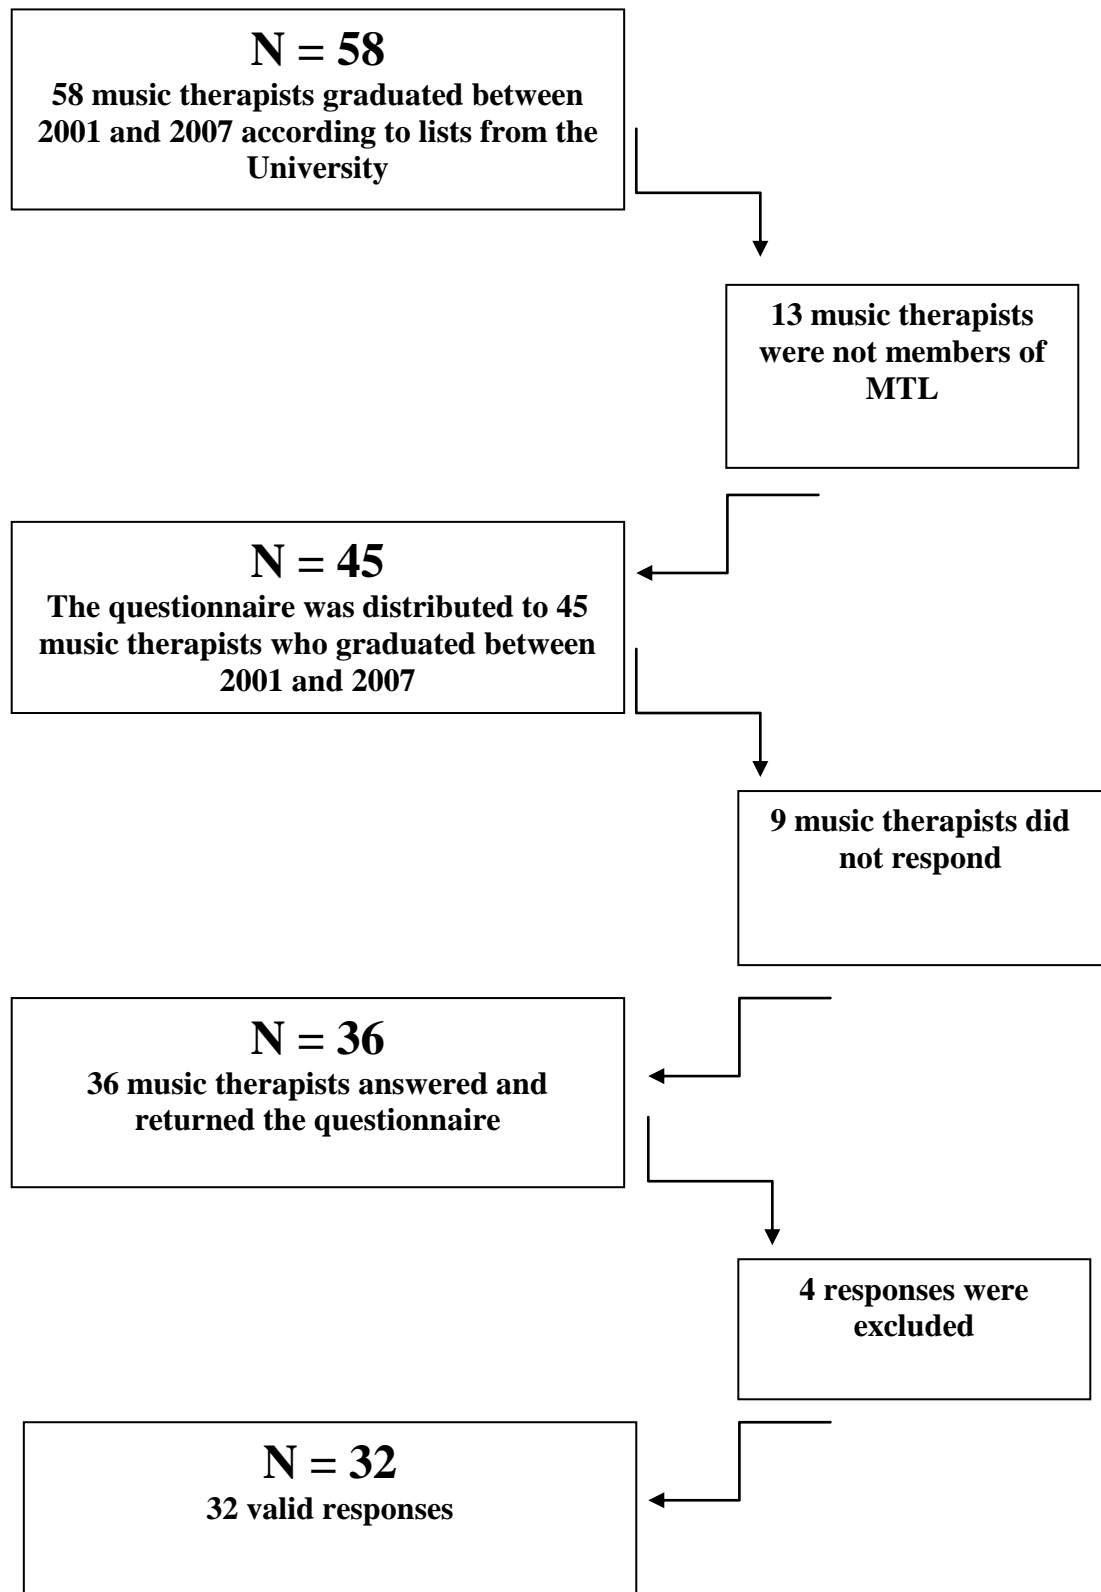 N = 58
58 music therapists graduated between
2001 and 2007 according to lists from the
University
13 music therapists
were not members of
MTL
N = 45
The questionnaire was distributed to 45
music therapists who graduated between
2001 and 2007
9 music therapists did
not respond
N = 36
36 music therapists answered and
returned the questionnaire
4 responses were
excluded
N = 32
32 valid responses